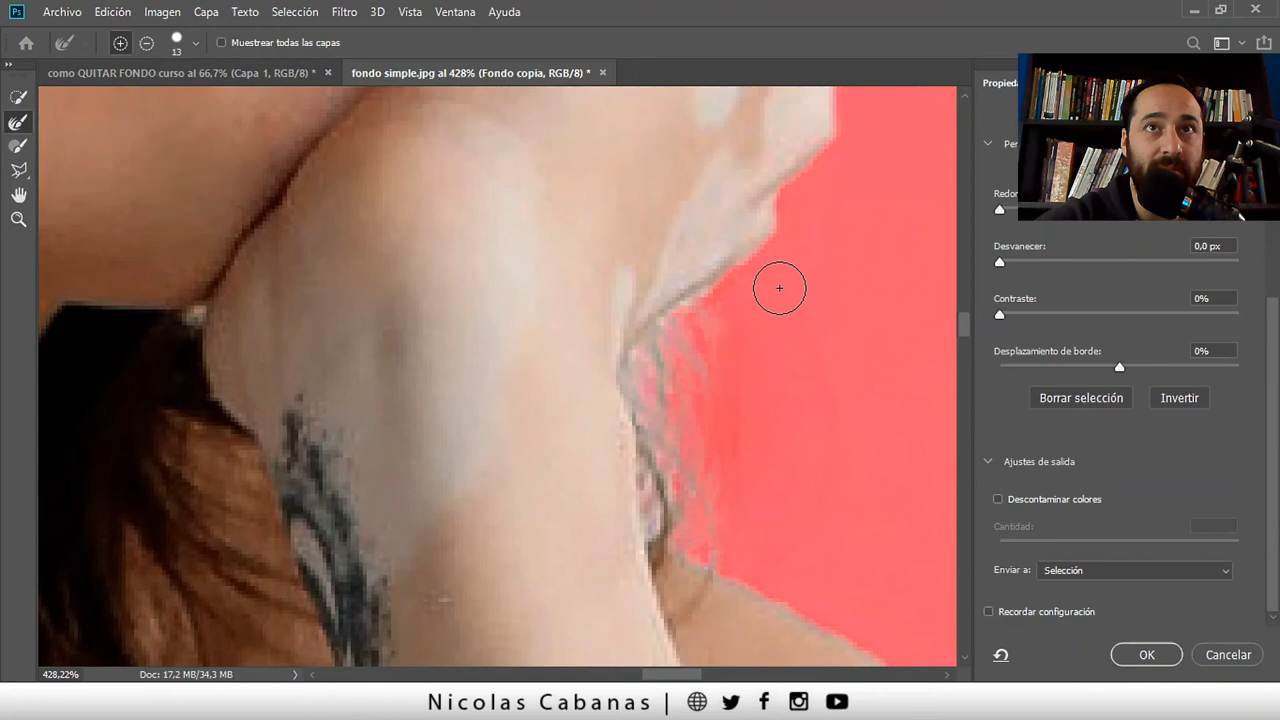 Ps Archivo Edición Imagen Capa Texto Selección Filtro 3D Vista Ventana Ayuda
13 Muestrear todas las capas
como QUITAR FONDO curso al 66,7% (Capa 1, RGB/8) * × fondo simple.jpg al 428% (Fondo copia, RGB/8) * ×
Desvanecer: 0,0 px
Contraste: 0%
Desplazamiento de borde: 0%
Borrar selección Invertir
Ajustes de salida
Descontaminar colores
Cantidad:
Enviar a: Selección
Recordar configuración
OK Cancelar
428,22% Doc: 17,2 MB/34,3 MB
Nicolas Cabanas |